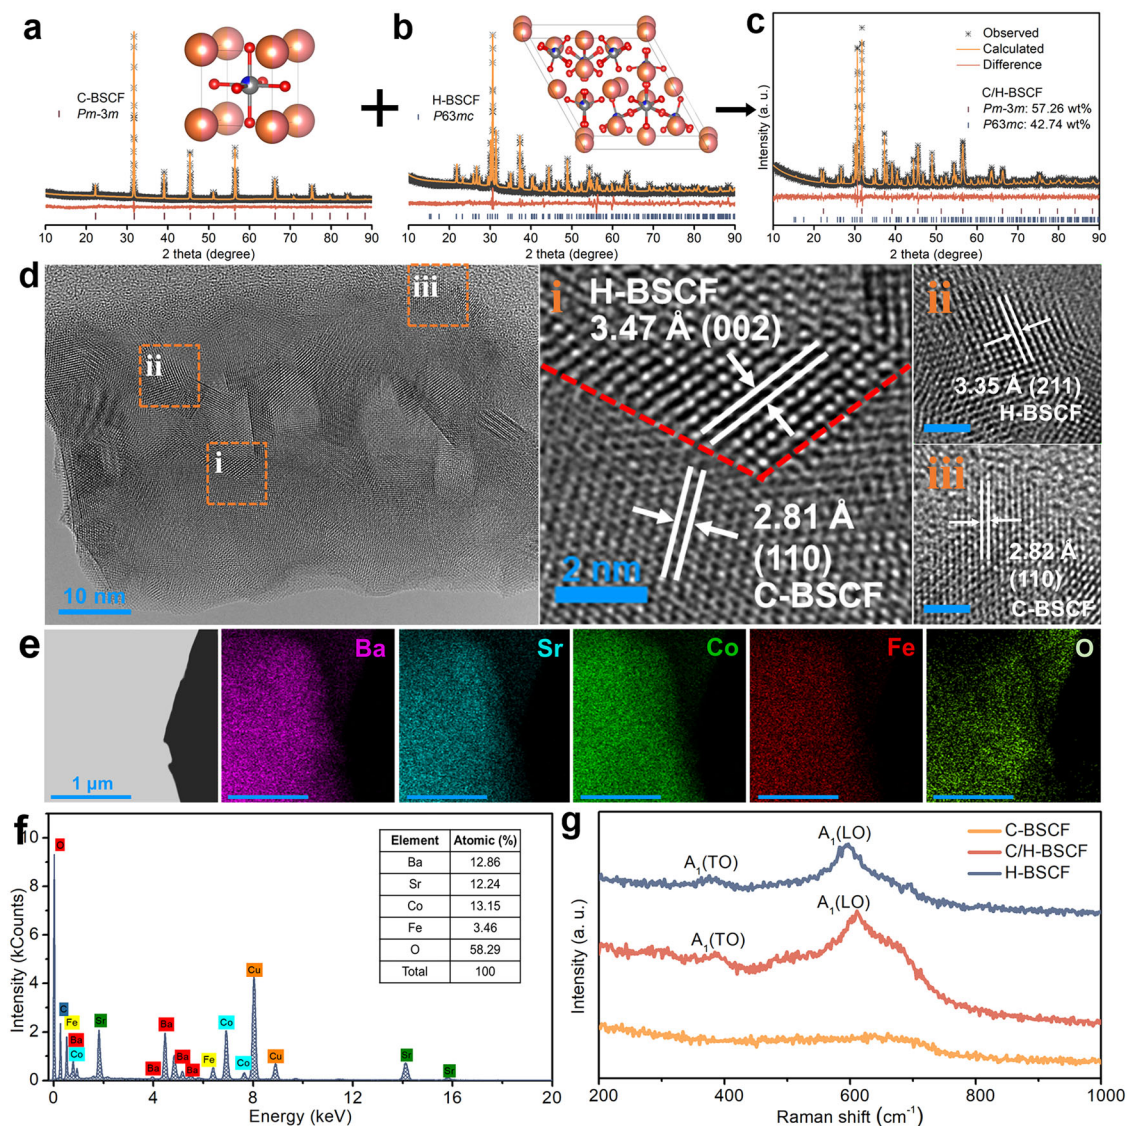 a
C-BSCF
Pm-3m
10 20 30 40 50 60 70 80 90
2 theta (degree)
b
H-BSCF
P63mc
10 20 30 40 50 60 70 80 90
2 theta (degree)
c
Intensity (a. u.)
Observed
Calculated
Difference
C/H-BSCF
Pm-3m: 57.26 wt%
P63mc: 42.74 wt%
10 20 30 40 50 60 70 80 90
2 theta (degree)
d
iii
ii
i
10 nm
i
H-BSCF
3.47 Å (002)
2.81 Å
(110)
C-BSCF
2 nm
ii
3.35 Å (211)
H-BSCF
iii
2.82 Å
(110)
C-BSCF
e
1 μm
Ba
Sr
Co
Fe
O
f
Intensity (kCounts)
10
8
6
4
2
0
O
C
Fe
Ba
Co
Sr
Ba
Ba
Ba
Ba
Fe
Co
Co
Cu
Cu
Sr
Sr
Element Atomic (%)
Ba 12.86
Sr 12.24
Co 13.15
Fe 3.46
O 58.29
Total 100
0 4 8 12 16 20
Energy (keV)
g
Intensity (a. u.)
A1(TO)
A1(LO)
A1(TO)
A1(LO)
C-BSCF
C/H-BSCF
H-BSCF
200 400 600 800 1000
Raman shift (cm-1)